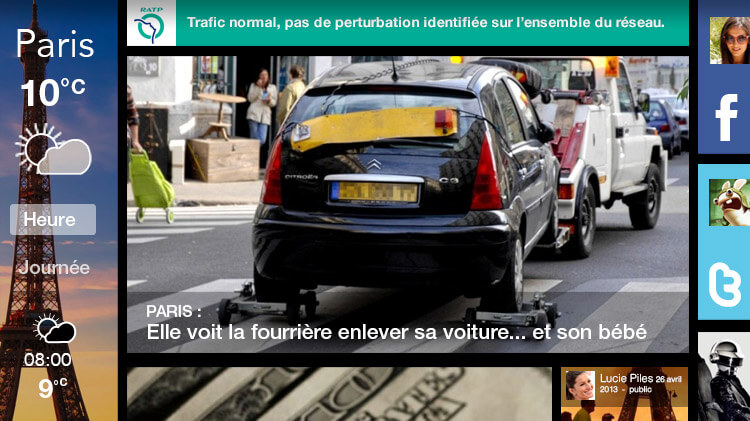 Paris
10°C
Heure
Journée
08:00
9°C
RATP
Trafic normal, pas de perturbation identifiée sur l'ensemble du réseau.
CITROËN
C3
PARIS :
Elle voit la fourrière enlever sa voiture... et son bébé
Lucie Piles 26 avril
2013 - public
f
t